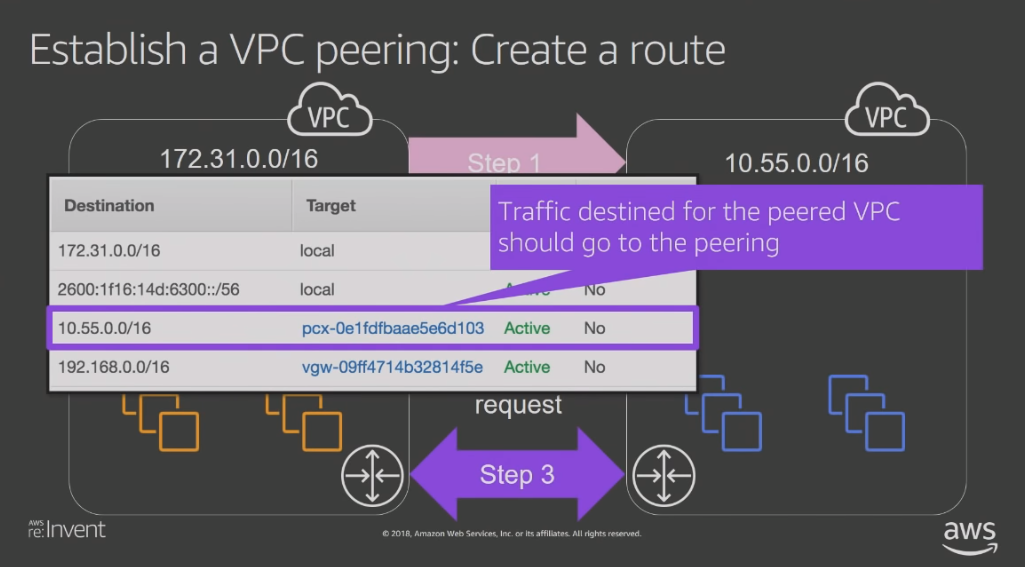 Establish a VPC peering: Create a route
VPC
VPC
172.31.0.0/16
Step 1
10.55.0.0/16
Destination
Target
Traffic destined for the peered VPC
should go to the peering
172.31.0.0/16 local
2600:1f16:14d:6300::/56 local Active No
10.55.0.0/16 pcx-0e1fdfbaae5e6d103 Active No
192.168.0.0/16 vgw-09ff4714b32814f5e Active No
request
Step 3
AWS
re:Invent
© 2018, Amazon Web Services, Inc. or its affiliates. All rights reserved.
aws